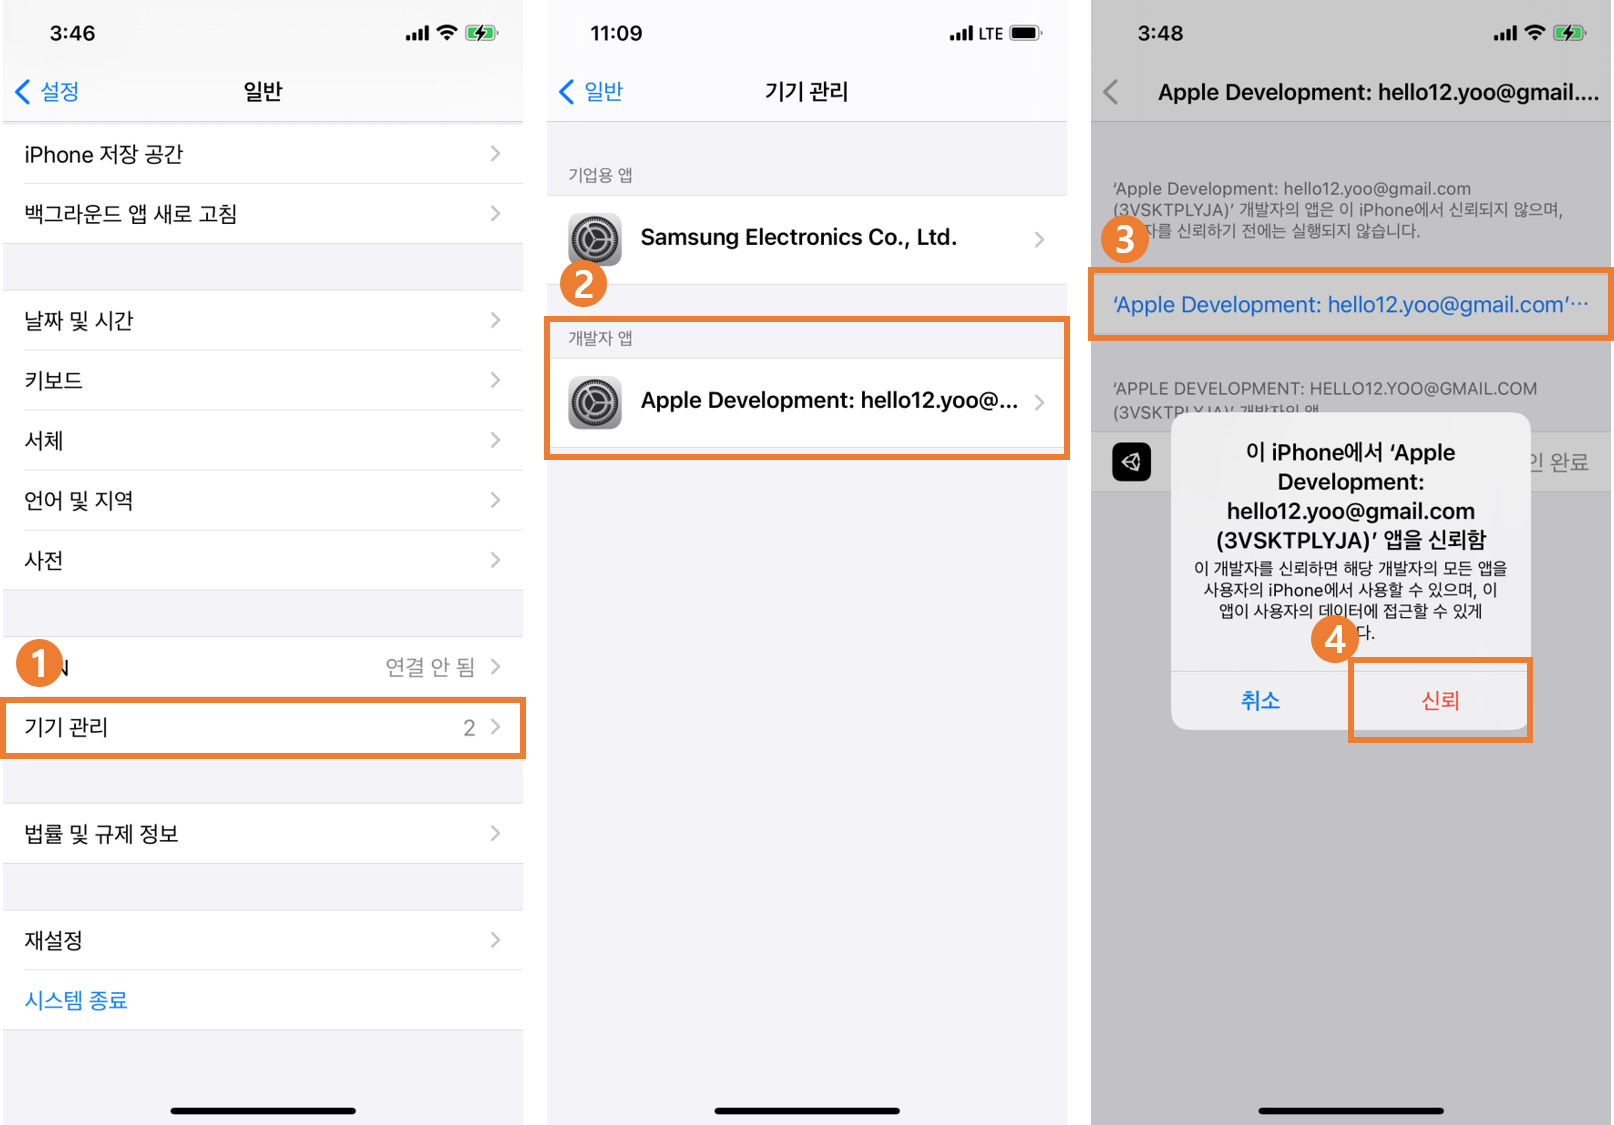 3:46
설정
일반
iPhone 저장 공간
백그라운드 앱 새로 고침
날짜 및 시간
키보드
서체
언어 및 지역
사전
1
N
연결 안 됨
기기 관리
2
법률 및 규제 정보
재설정
시스템 종료
11:09
LTE
일반
기기 관리
기업용 앱
Samsung Electronics Co., Ltd.
2
개발자 앱
Apple Development: hello12.yoo@...
3:48
Apple Development: hello12.yoo@gmail....
‘Apple Development: hello12.yoo@gmail.com
(3VSKTPLYJA)’ 개발자의 앱은 이 iPhone에서 신뢰되지 않으며,
자를 신뢰하기 전에는 실행되지 않습니다.
3
‘Apple Development: hello12.yoo@gmail.com’…
‘APPLE DEVELOPMENT: HELLO12.YOO@GMAIL.COM
(3VSKTPLYJA)’ 개발자의 앱
완료
이 iPhone에서 ‘Apple
Development:
hello12.yoo@gmail.com
(3VSKTPLYJA)’ 앱을 신뢰함
이 개발자를 신뢰하면 해당 개발자의 모든 앱을
사용자의 iPhone에서 사용할 수 있으며, 이
앱이 사용자의 데이터에 접근할 수 있게
다.
4
취소
신뢰